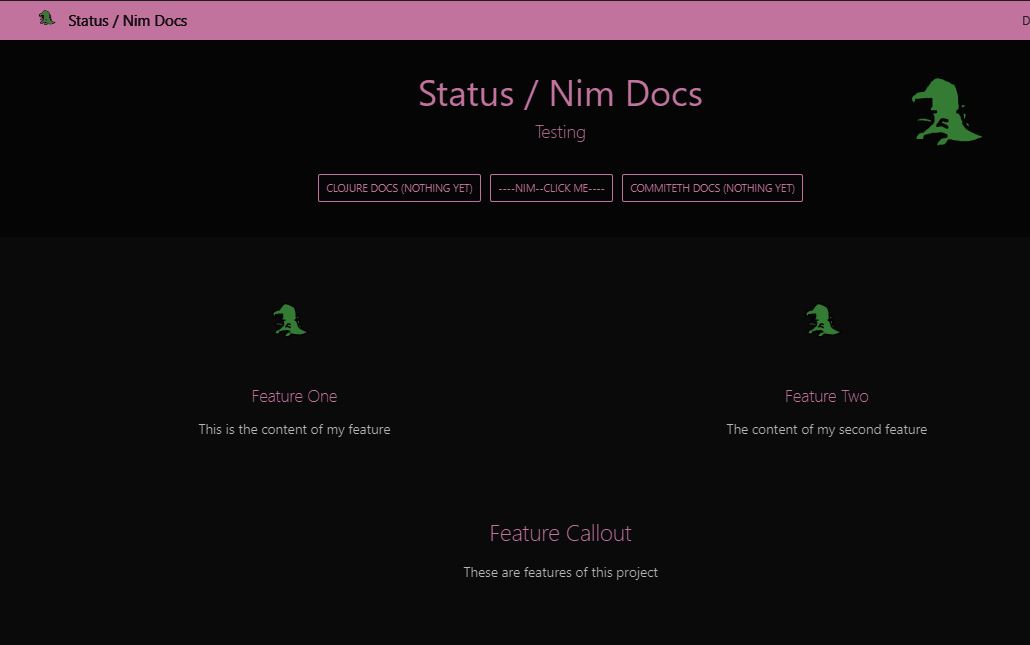 Status / Nim Docs
D
Status / Nim Docs
Testing
CLOJURE DOCS (NOTHING YET)
----NIM--CLICK ME----
COMMITETH DOCS (NOTHING YET)
Feature One
Feature Two
This is the content of my feature
The content of my second feature
Feature Callout
These are features of this project